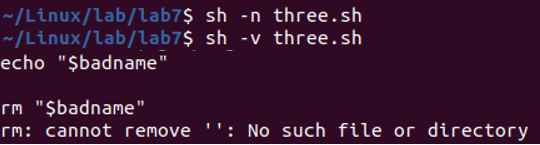 ~/Linux/lab/lab7$ sh -n three.sh
~/Linux/lab/lab7$ sh -v three.sh
echo "$badname"
rm "$badname"
rm: cannot remove '': No such file or directory